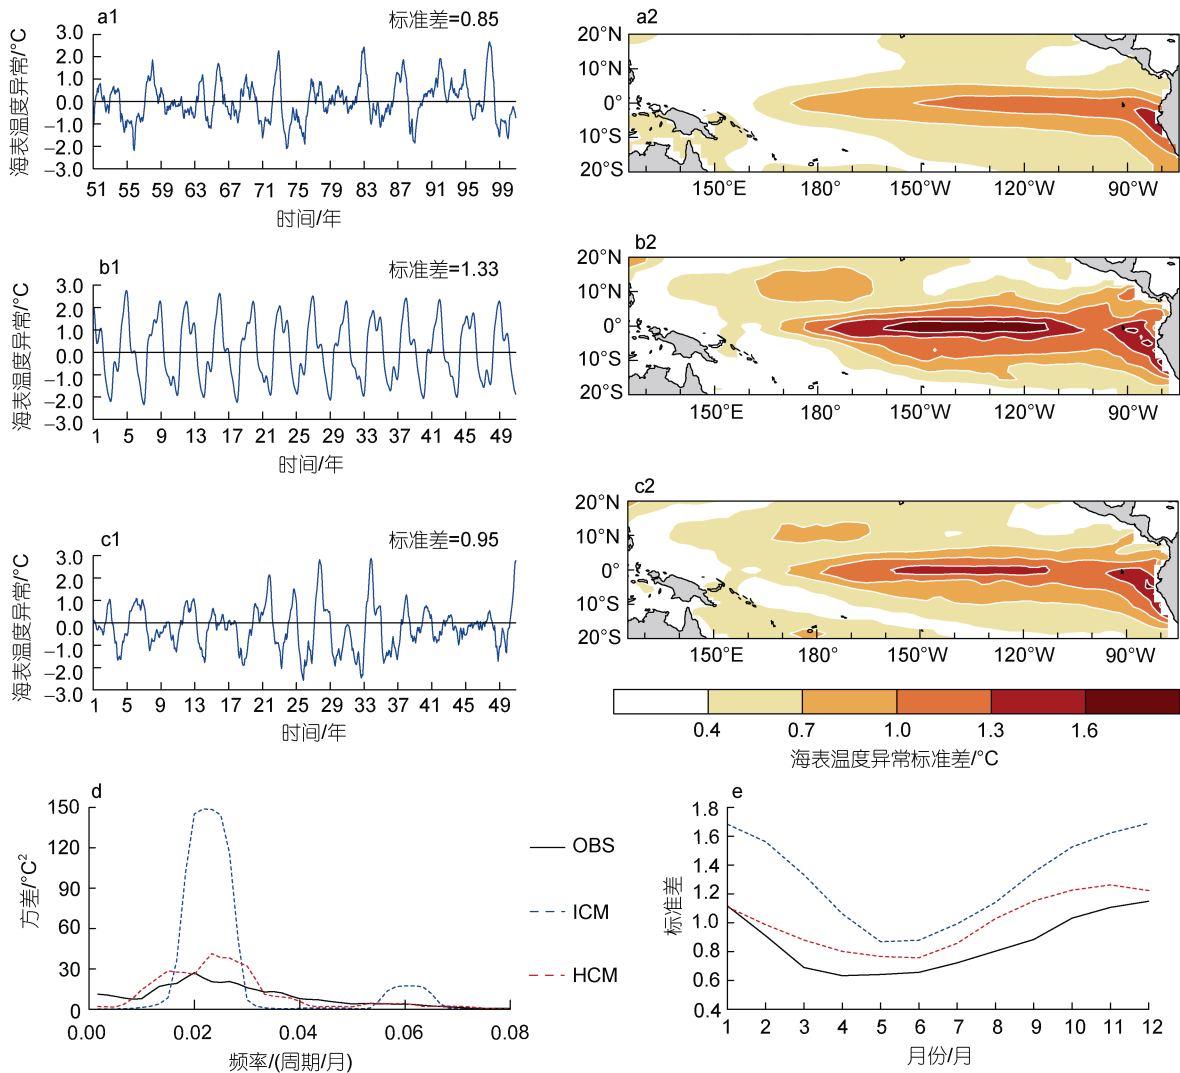 a1
标准差=0.85
3.0
2.0
1.0
0.0
−1.0
−2.0
−3.0
海表温度异常/°C
51 55 59 63 67 71 75 79 83 87 91 95 99
时间/年
a2
20°N
10°N
0°
10°S
20°S
150°E 180° 150°W 120°W 90°W
b1
标准差=1.33
3.0
2.0
1.0
0.0
−1.0
−2.0
−3.0
海表温度异常/°C
1 5 9 13 17 21 25 29 33 37 41 45 49
时间/年
b2
20°N
10°N
0°
10°S
20°S
150°E 180° 150°W 120°W 90°W
c1
标准差=0.95
3.0
2.0
1.0
0.0
−1.0
−2.0
−3.0
海表温度异常/°C
1 5 9 13 17 21 25 29 33 37 41 45 49
时间/年
c2
20°N
10°N
0°
10°S
20°S
150°E 180° 150°W 120°W 90°W
0.4 0.7 1.0 1.3 1.6
海表温度异常标准差/°C
d
150
120
90
60
30
0
方差/°C²
0.00 0.02 0.04 0.06 0.08
频率/(周期/月)
OBS
ICM
HCM
e
1.8
1.6
1.4
1.2
1.0
0.8
0.6
0.4
标准差
1 2 3 4 5 6 7 8 9 10 11 12
月份/月